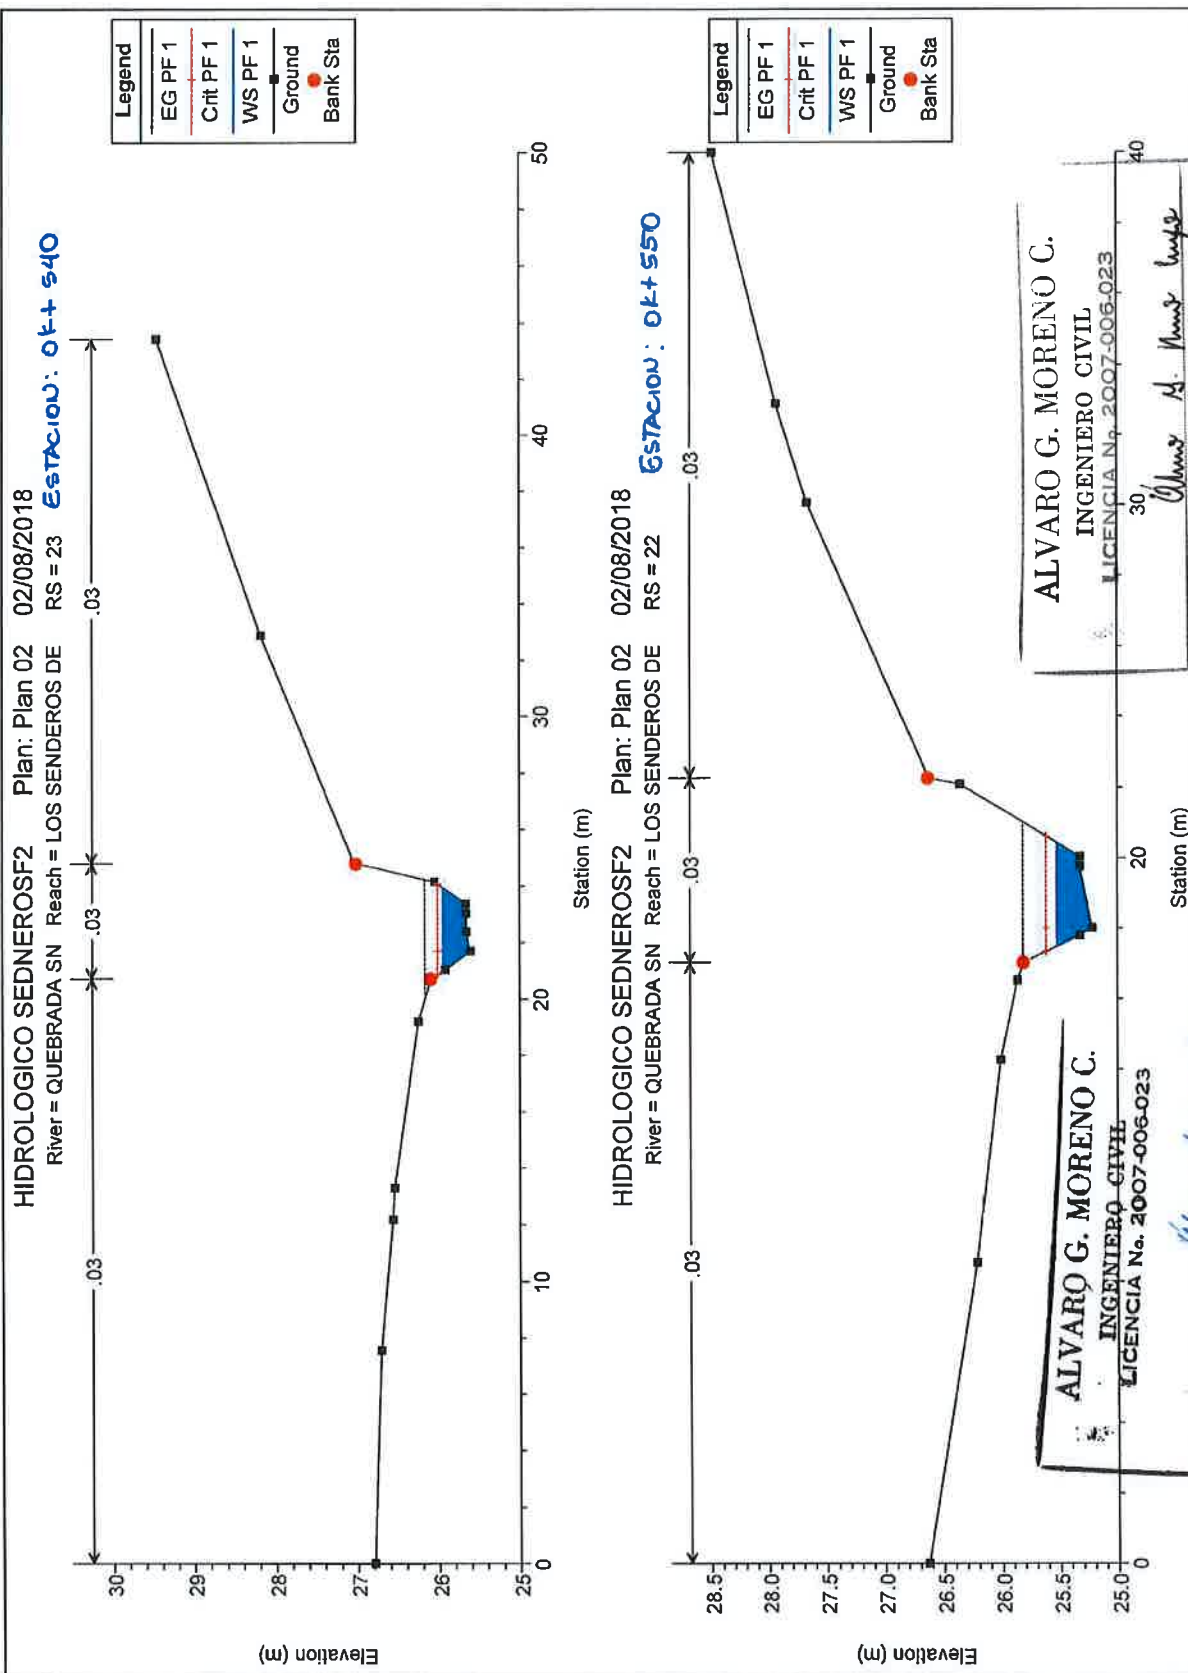 HIDROLOGICO SEDNEROSF2 Plan: Plan 02 02/08/2018
River = QUEBRADA SN Reach = LOS SENDEROS DE RS = 23 ESTACION: 0k+540
.03
.03
.03
Legend
EG PF 1
Crit PF 1
WS PF 1
Ground
Bank Sta
Elevation (m)
30
29
28
27
26
25
0
10
20
30
40
50
Station (m)
HIDROLOGICO SEDNEROSF2 Plan: Plan 02 02/08/2018
River = QUEBRADA SN Reach = LOS SENDEROS DE RS = 22 ESTACION: 0k+550
.03
.03
.03
Legend
EG PF 1
Crit PF 1
WS PF 1
Ground
Bank Sta
Elevation (m)
28.5
28.0
27.5
27.0
26.5
26.0
25.5
25.0
0
20
30
40
Station (m)
ALVARO G. MORENO C.
INGENIERO CIVIL
LICENCIA No. 2007-006-023
ALVARO G. MORENO C.
INGENIERO CIVIL
LICENCIA No. 2007-006-023